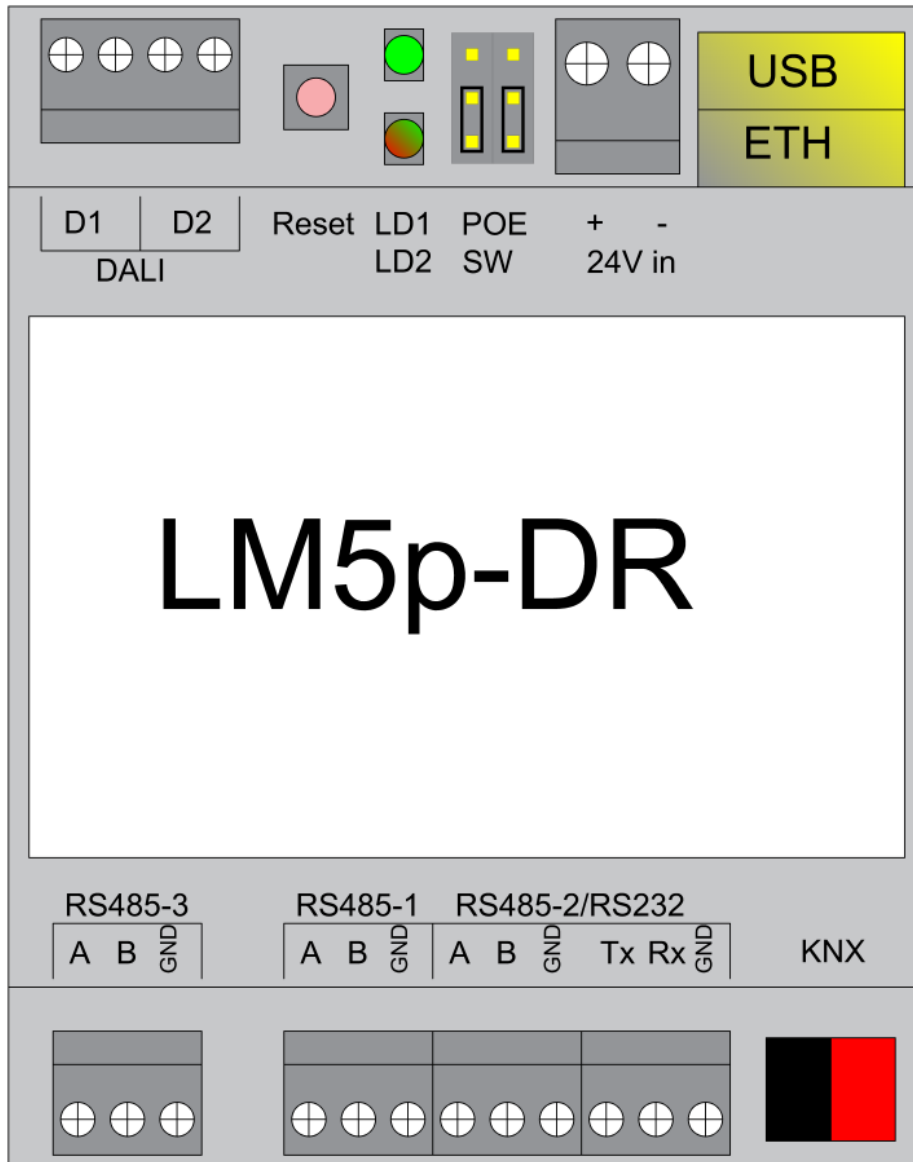 USB
ETH
D1 D2 Reset LD1 POE + -
DALI LD2 SW 24V in
LM5p-DR
RS485-3 RS485-1 RS485-2/RS232
A B GND A B GND A B GND Tx Rx GND KNX